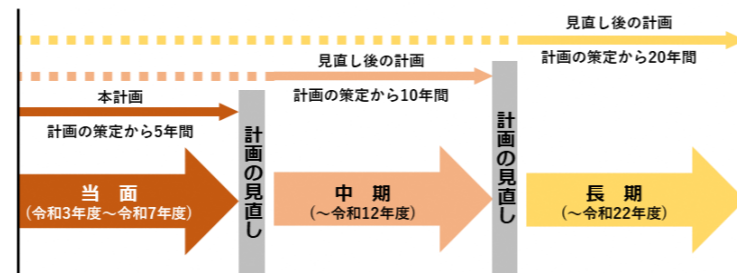 見直し後の計画
計画の策定から20年間
見直し後の計画
計画の策定から10年間
本計画
計画の策定から5年間
計画の見直し
計画の見直し
当 面
(令和3年度～令和7年度)
中 期
(～令和12年度)
長 期
(～令和22年度)